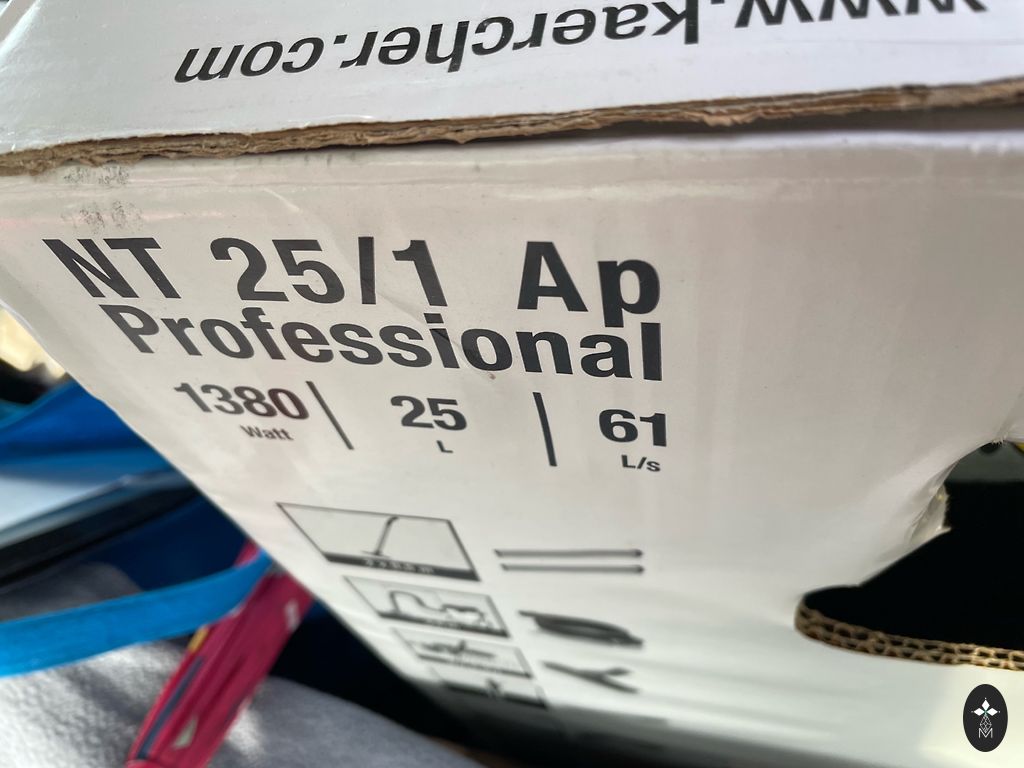 www.kaercher.com
NT 25/1 Ap
Professional
1380 25 61
Watt L L/s